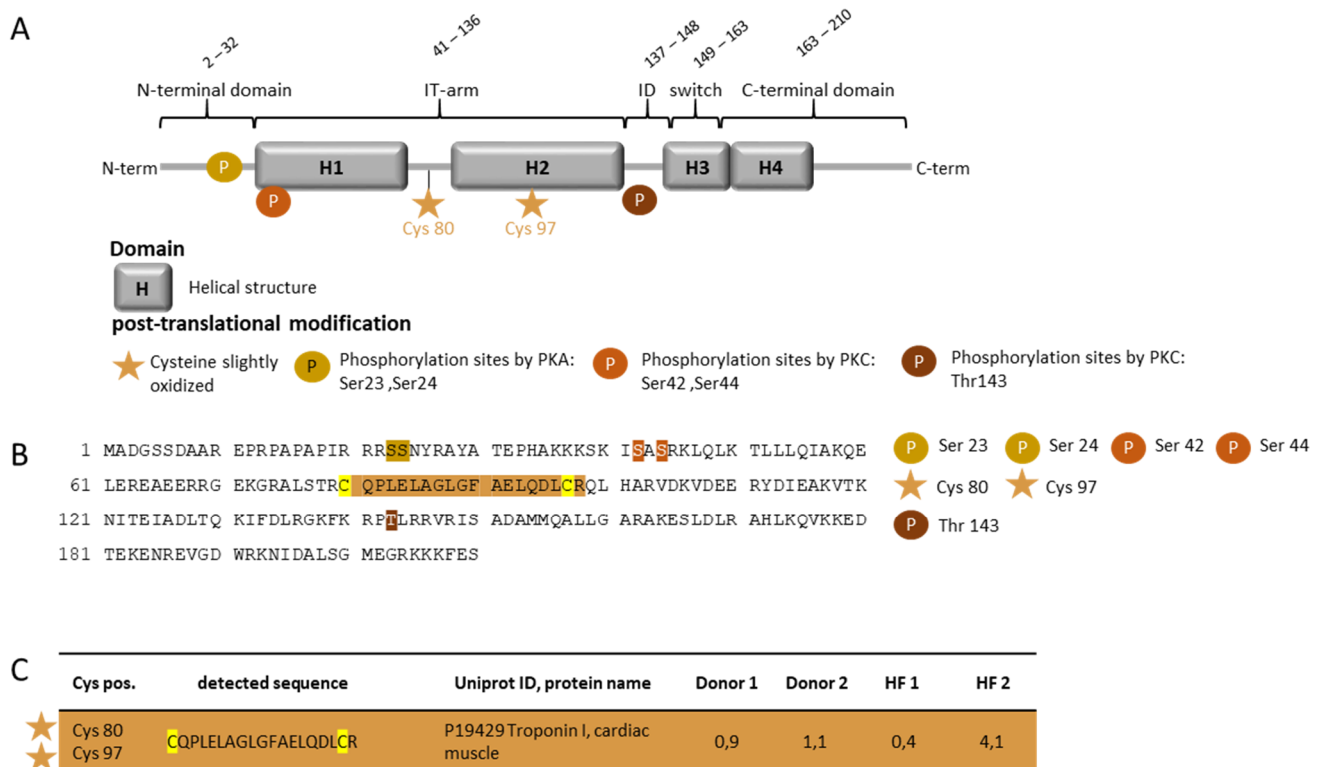 A
2 – 32
41 – 136
137 – 148
149 – 163
163 – 210
N-terminal domain
IT-arm
ID
switch
C-terminal domain
N-term
P
H1
H2
H3
H4
C-term
P
P
Cys 80
Cys 97
Domain
H
Helical structure
post-translational modification
Cysteine slightly
oxidized
P
Phosphorylation sites by PKA:
Ser23 ,Ser24
P
Phosphorylation sites by PKC:
Ser42 ,Ser44
P
Phosphorylation sites by PKC:
Thr143
B
1 MADGSSDAAR EPRPAPAPIR RRSSNYRAYA TEPHAKKKSK ISASRKLQLK TLLLQIAKQE
61 LEREAEERRG EKGRALSTRC QPLELAGLGF AELQDLCRQL HARVDKVDEE RYDIEAKVTK
121 NITEIADLTQ KIFDLRGKFK RPTLRRVRIS ADAMMQALLG ARAKESLDLR AHLKQVKKED
181 TEKENREVGD WRKNIDALSG MEGRKKKFES
P Ser 23 P Ser 24 P Ser 42 P Ser 44
Cys 80 Cys 97
P Thr 143
C
Cys pos. detected sequence Uniprot ID, protein name Donor 1 Donor 2 HF 1 HF 2
Cys 80
Cys 97
CQPLELAGLGFAELQDLCR
P19429 Troponin I, cardiac
muscle
0,9 1,1 0,4 4,1